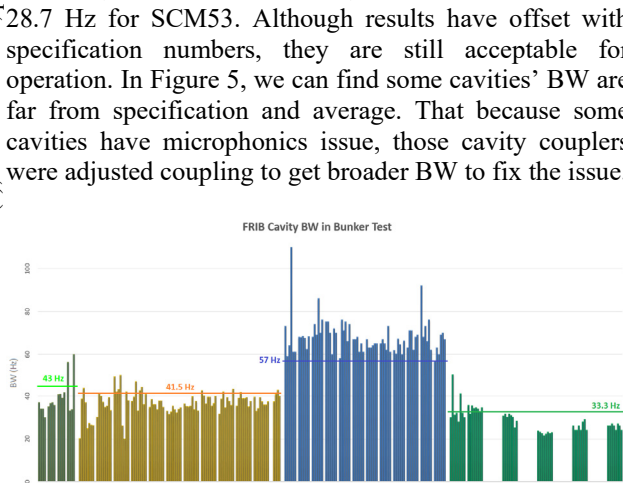 28.7 Hz for SCM53. Although results have offset with
specification numbers, they are still acceptable for
operation. In Figure 5, we can find some cavities’ BW are
far from specification and average. That because some
cavities have microphonics issue, those cavity couplers
were adjusted coupling to get broader BW to fix the issue.
FRIB Cavity BW in Bunker Test
100
80
60
40
20
0
BW (Hz)
43 Hz
41.5 Hz
57 Hz
33.3 Hz